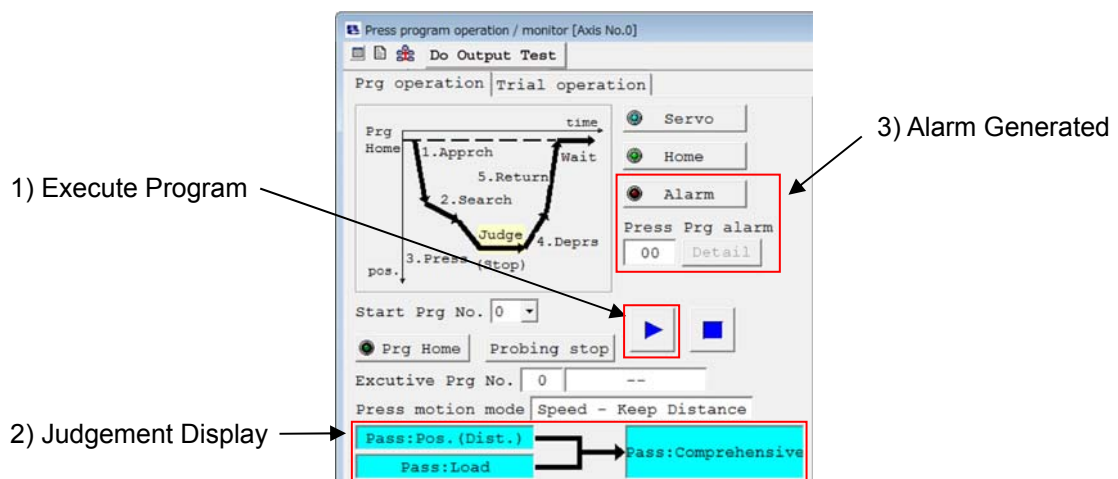 Press program operation / monitor [Axis No.0]
Do Output Test
Prg operation Trial operation
time
Prg
Home
1.Apprch
Wait
5.Return
2.Search
Judge
4.Deprs
3.Press
(Stop)
pos.
Servo
Home
Alarm
Press Prg alarm
00 Detail
3) Alarm Generated
1) Execute Program
Start Prg No. 0
Prg Home Probing stop
Excutive Prg No. 0 --
Press motion mode Speed - Keep Distance
2) Judgement Display
Pass:Pos.(Dist.)
Pass:Comprehensive
Pass:Load